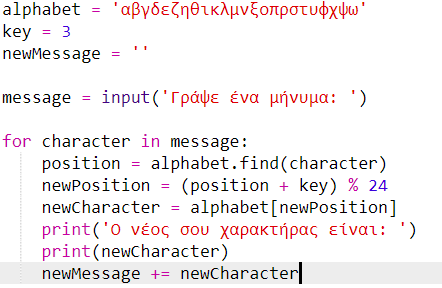 alphabet = 'αβγδεζηθικλμνξοπρστυφχψω'
key = 3
newMessage = ''
message = input('Γράψε ένα μήνυμα: ')
for character in message:
position = alphabet.find(character)
newPosition = (position + key) % 24
newCharacter = alphabet[newPosition]
print('Ο νέος σου χαρακτήρας είναι: ')
print(newCharacter)
newMessage += newCharacter